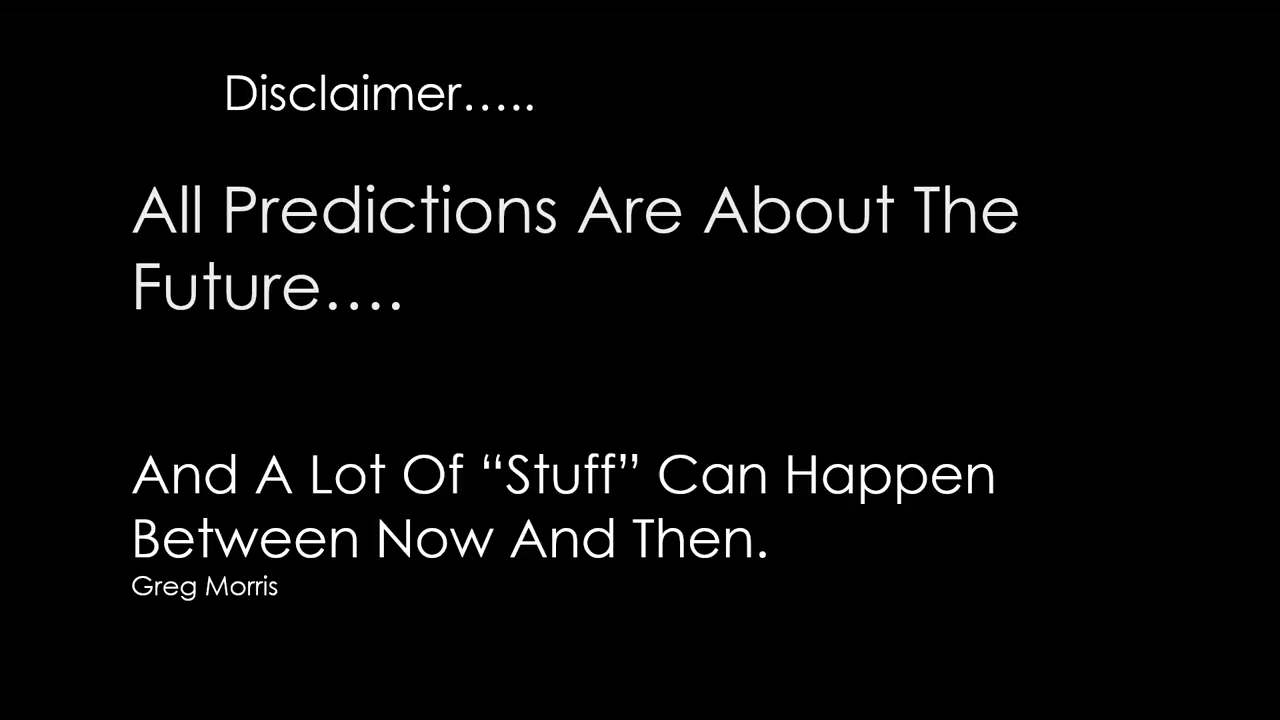 Disclaimer…..
All Predictions Are About The
Future….
And A Lot Of “Stuff” Can Happen
Between Now And Then.
Greg Morris